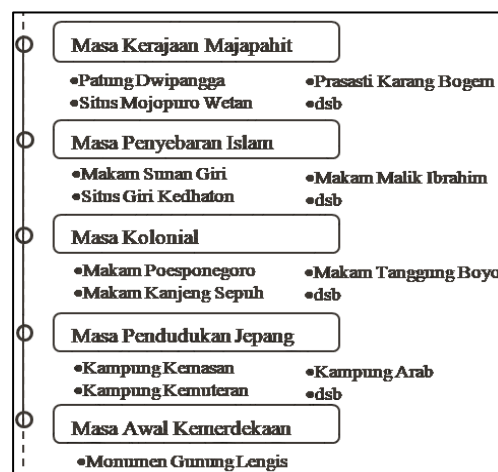 Masa Kerajaan Majapahit
•Patung Dwipangga •Prasasti Karang Bogem
•Situs Mojopuro Wetan •dsb
Masa Penyebaran Islam
•Makam Sunan Giri •Makam Malik Ibrahim
•Situs Giri Kedhaton •dsb
Masa Kolonial
•Makam Poesponegoro •Makam Tanggung Boyo
•Makam Kanjeng Sepuh •dsb
Masa Pendudukan Jepang
•Kampung Kemasan •Kampung Arab
•Kampung Kemuteran •dsb
Masa Awal Kemerdekaan
•Monumen Gunung Lengis